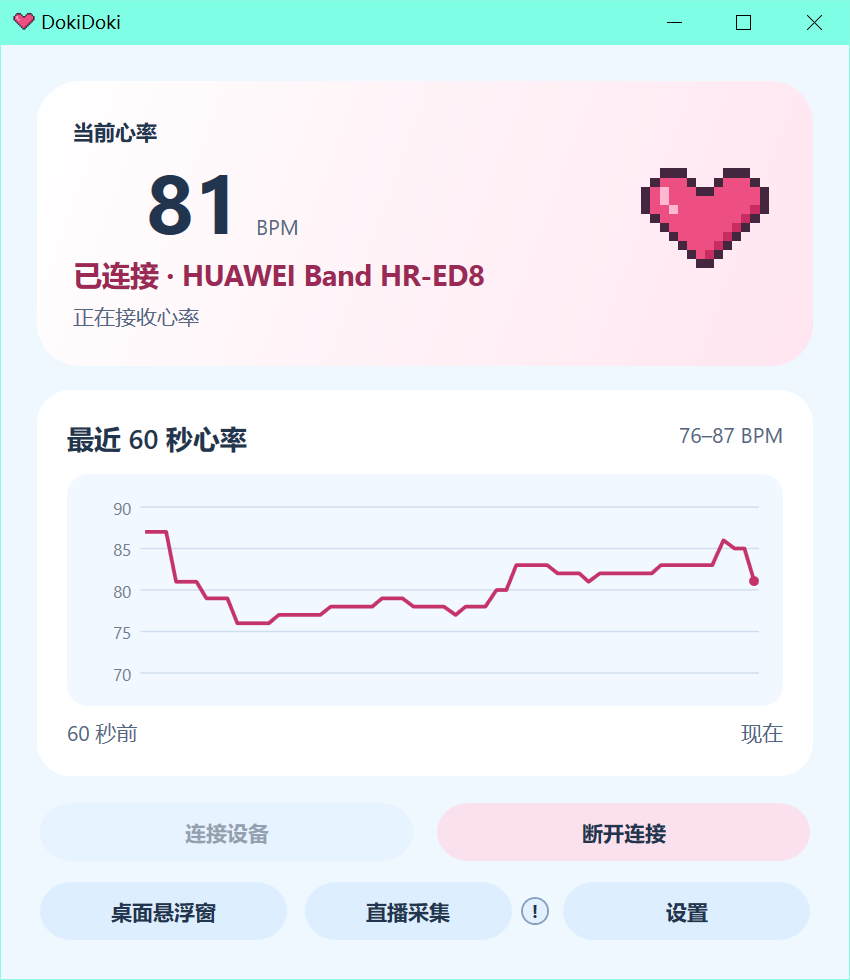 DokiDoki
当前心率
81 BPM
已连接 · HUAWEI Band HR-ED8
正在接收心率
最近 60 秒心率
76–87 BPM
90
85
80
75
70
60 秒前
现在
连接设备
断开连接
桌面悬浮窗
直播采集
!
设置